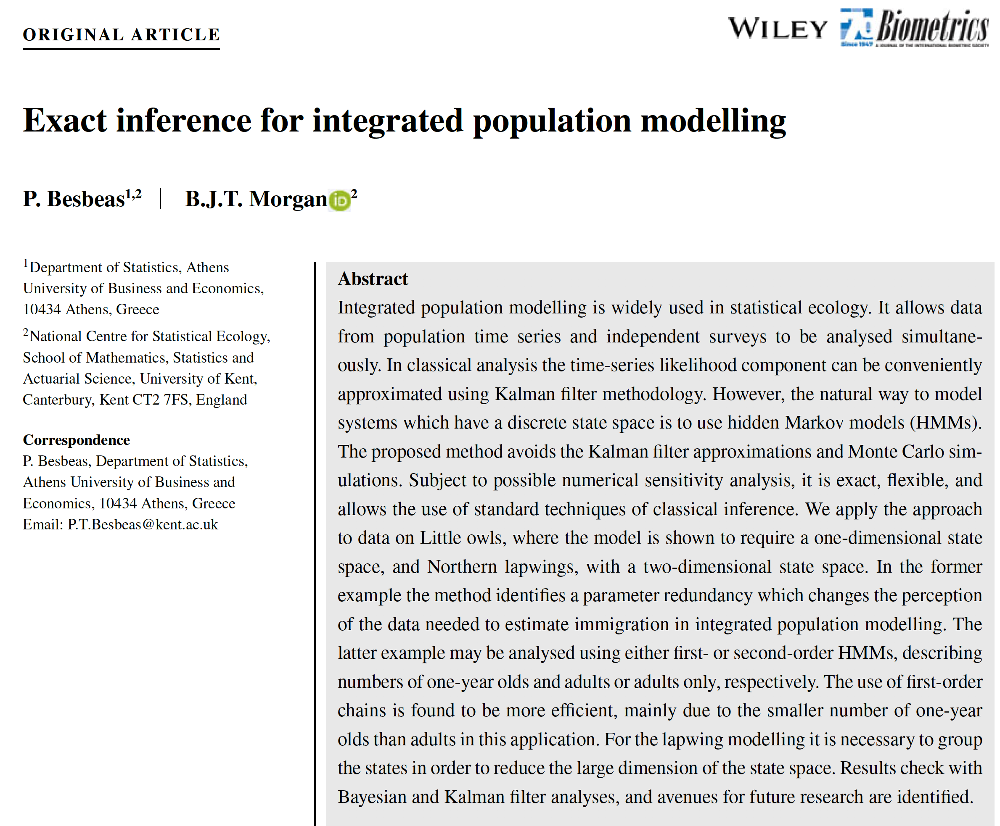 ORIGINAL ARTICLE
WILEY Biometrics
Since 1947 A JOURNAL OF THE INTERNATIONAL BIOMETRIC SOCIETY
Exact inference for integrated population modelling
P. Besbeas1,2 | B.J.T. Morgan iD 2
1Department of Statistics, Athens
University of Business and Economics,
10434 Athens, Greece
2National Centre for Statistical Ecology,
School of Mathematics, Statistics and
Actuarial Science, University of Kent,
Canterbury, Kent CT2 7FS, England
Correspondence
P. Besbeas, Department of Statistics,
Athens University of Business and
Economics, 10434 Athens, Greece
Email: P.T.Besbeas@kent.ac.uk
Abstract
Integrated population modelling is widely used in statistical ecology. It allows data
from population time series and independent surveys to be analysed simultane-
ously. In classical analysis the time-series likelihood component can be conveniently
approximated using Kalman filter methodology. However, the natural way to model
systems which have a discrete state space is to use hidden Markov models (HMMs).
The proposed method avoids the Kalman filter approximations and Monte Carlo sim-
ulations. Subject to possible numerical sensitivity analysis, it is exact, flexible, and
allows the use of standard techniques of classical inference. We apply the approach
to data on Little owls, where the model is shown to require a one-dimensional state
space, and Northern lapwings, with a two-dimensional state space. In the former
example the method identifies a parameter redundancy which changes the perception
of the data needed to estimate immigration in integrated population modelling. The
latter example may be analysed using either first- or second-order HMMs, describing
numbers of one-year olds and adults or adults only, respectively. The use of first-order
chains is found to be more efficient, mainly due to the smaller number of one-year
olds than adults in this application. For the lapwing modelling it is necessary to group
the states in order to reduce the large dimension of the state space. Results check with
Bayesian and Kalman filter analyses, and avenues for future research are identified.